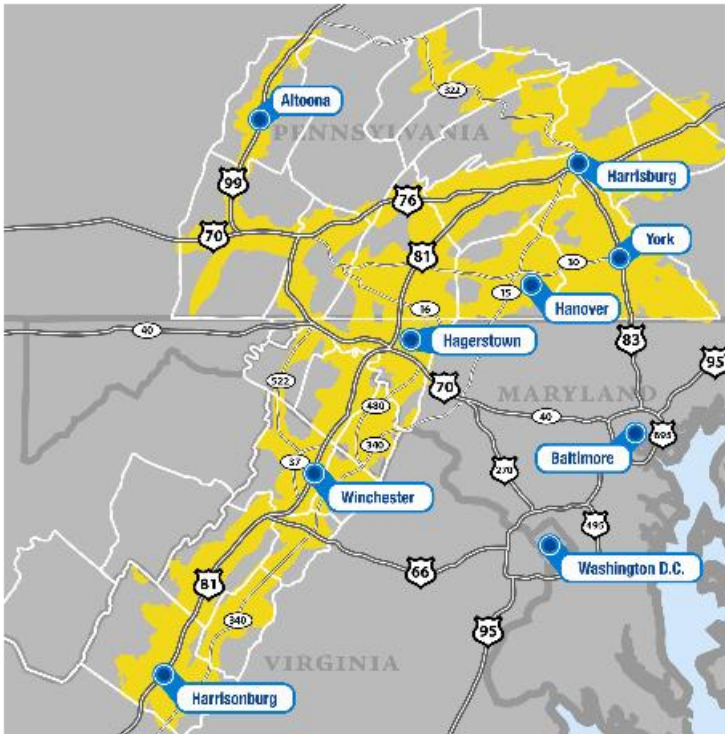 Altoona
322
PENNSYLVANIA
Harrisburg
99
76
70
81
York
30
15
Hanover
16
40
Hagerstown
83
95
522
70
MARYLAND
480
40
340
695
Baltimore
37
270
Winchester
495
Washington D.C.
81
66
340
95
VIRGINIA
Harrisonburg